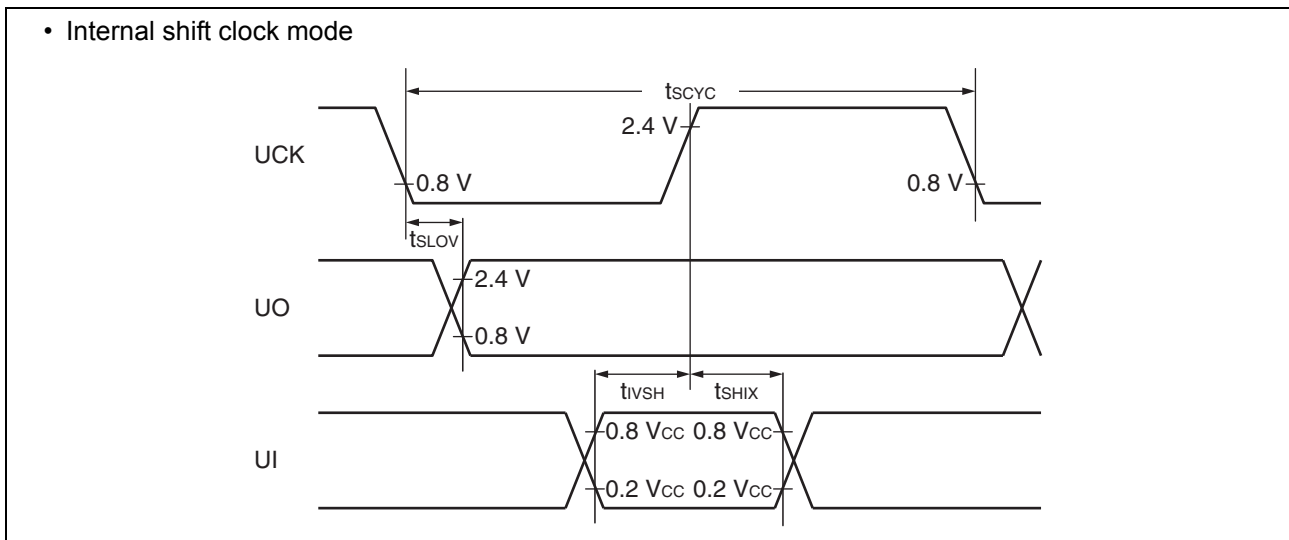 • Internal shift clock mode
tSCYC
2.4 V
UCK
0.8 V
0.8 V
tSLOV
2.4 V
UO
0.8 V
tIVSH
tSHIX
0.8 VCC 0.8 VCC
UI
0.2 VCC 0.2 VCC